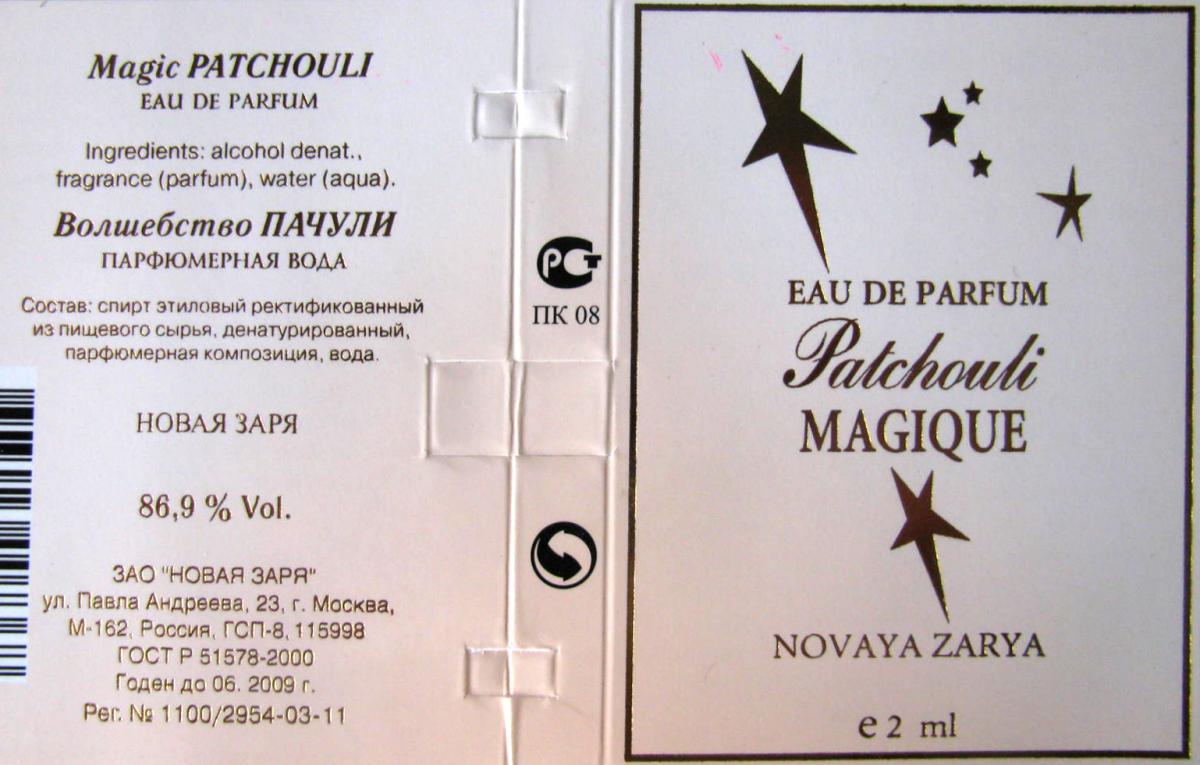 Magic PATCHOULI
EAU DE PARFUM
Ingredients: alcohol denat.,
fragrance (parfum), water (aqua).
Волшебство ПАЧУЛИ
ПАРФЮМЕРНАЯ ВОДА
Состав: спирт этиловый ректификованный
из пищевого сырья, денатурированный,
парфюмерная композиция, вода.
НОВАЯ ЗАРЯ
86,9 % Vol.
ЗАО "НОВАЯ ЗАРЯ"
ул. Павла Андреева, 23, г. Москва,
М-162, Россия, ГСП-8, 115998
ГОСТ Р 51578-2000
Годен до 06. 2009 г.
Рег. № 1100/2954-03-11
РСТ
ПК 08
EAU DE PARFUM
Patchouli
MAGIQUE
NOVAYA ZARYA
e 2 ml